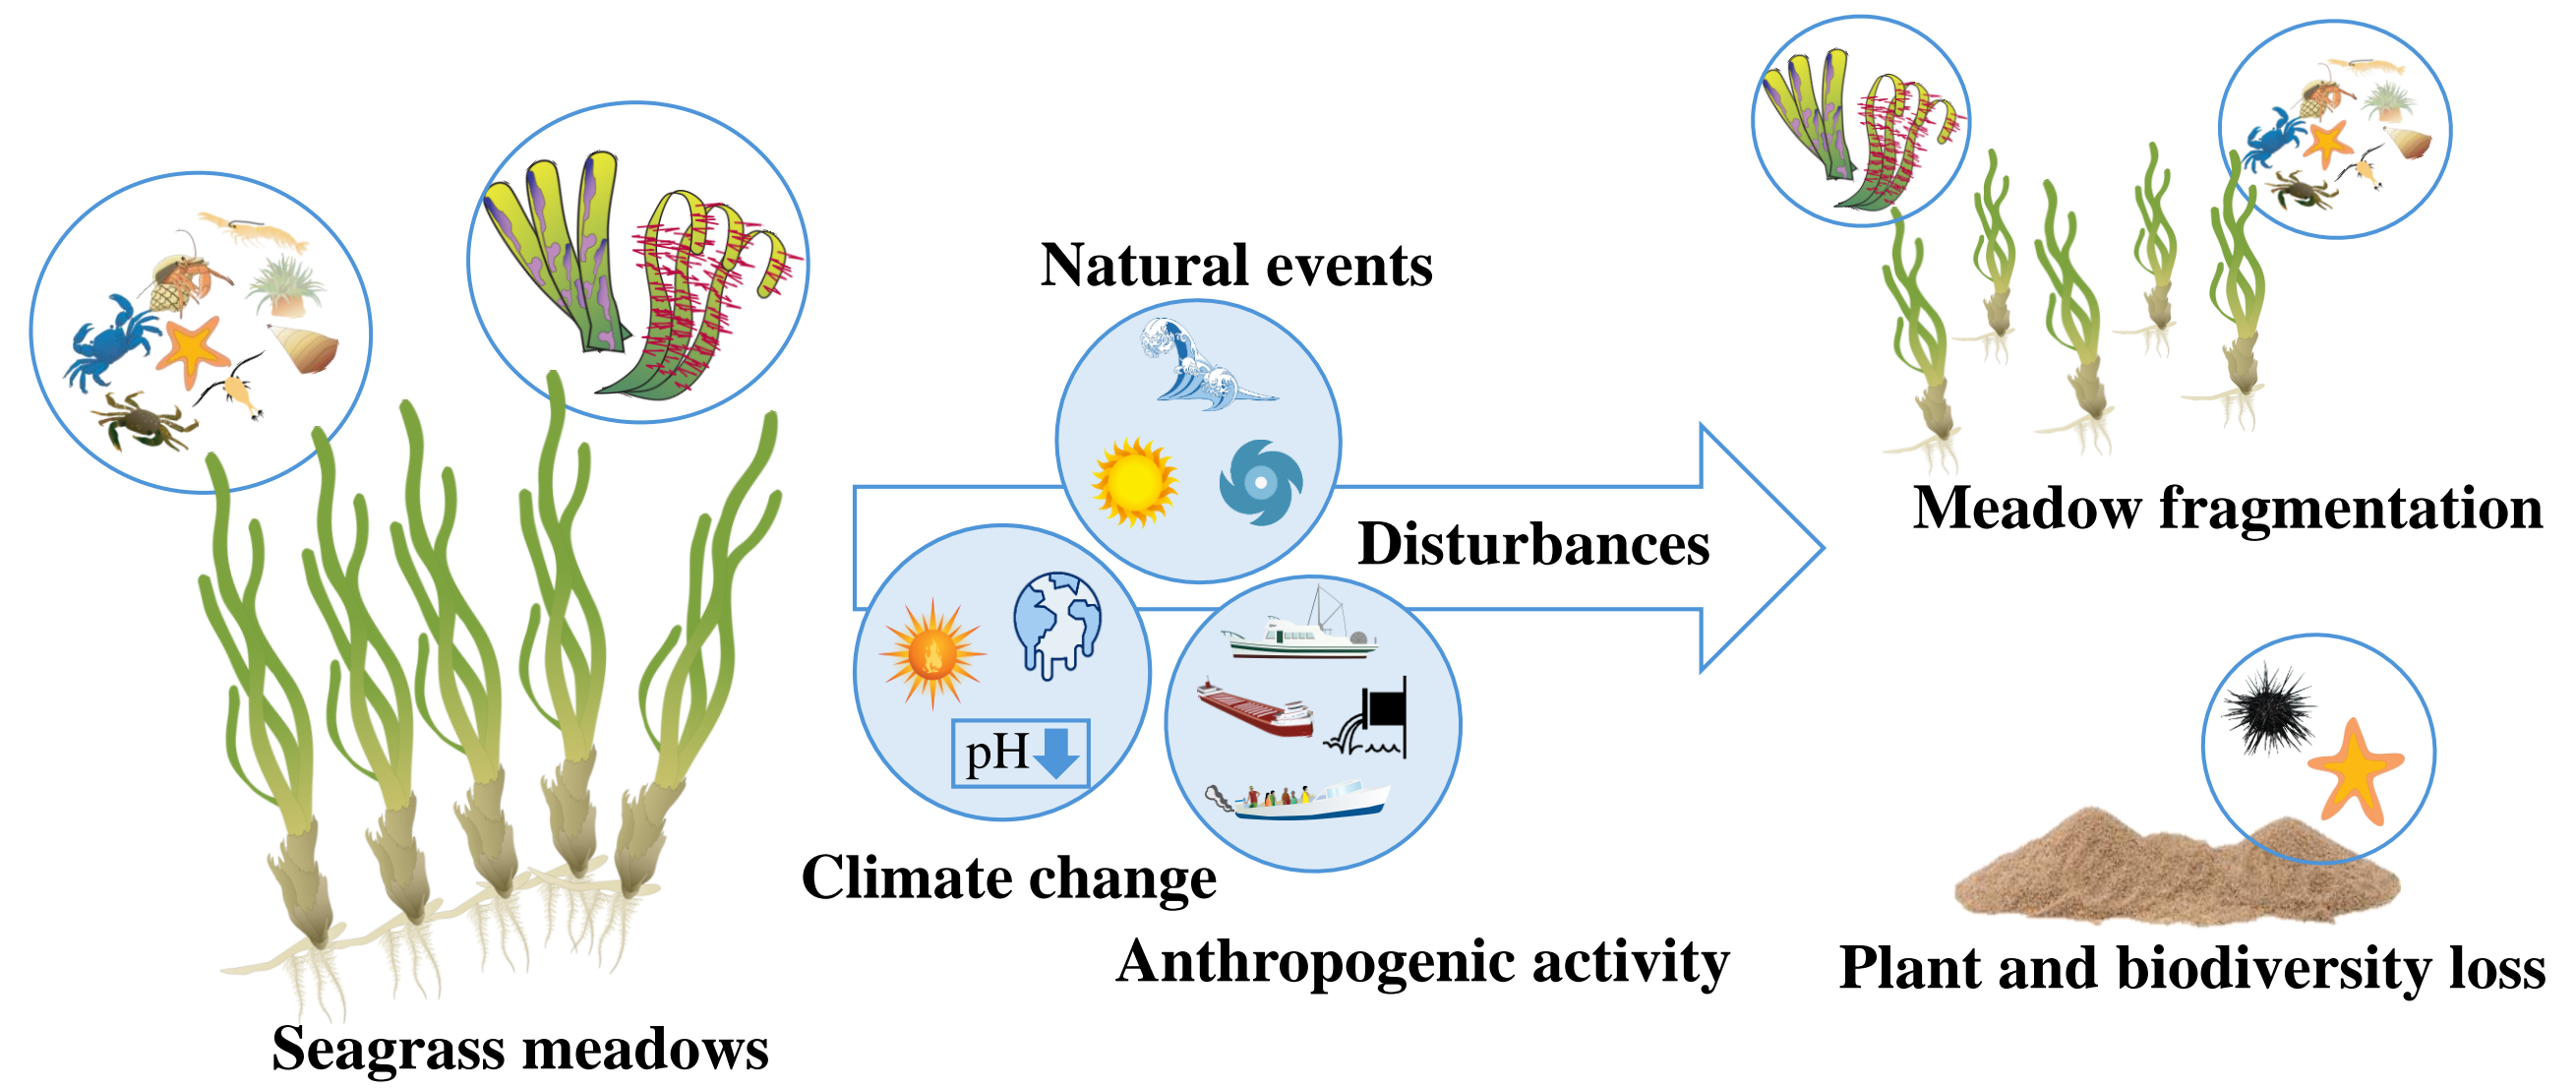 Natural events
Disturbances
Meadow fragmentation
pH
Climate change
Anthropogenic activity
Plant and biodiversity loss
Seagrass meadows